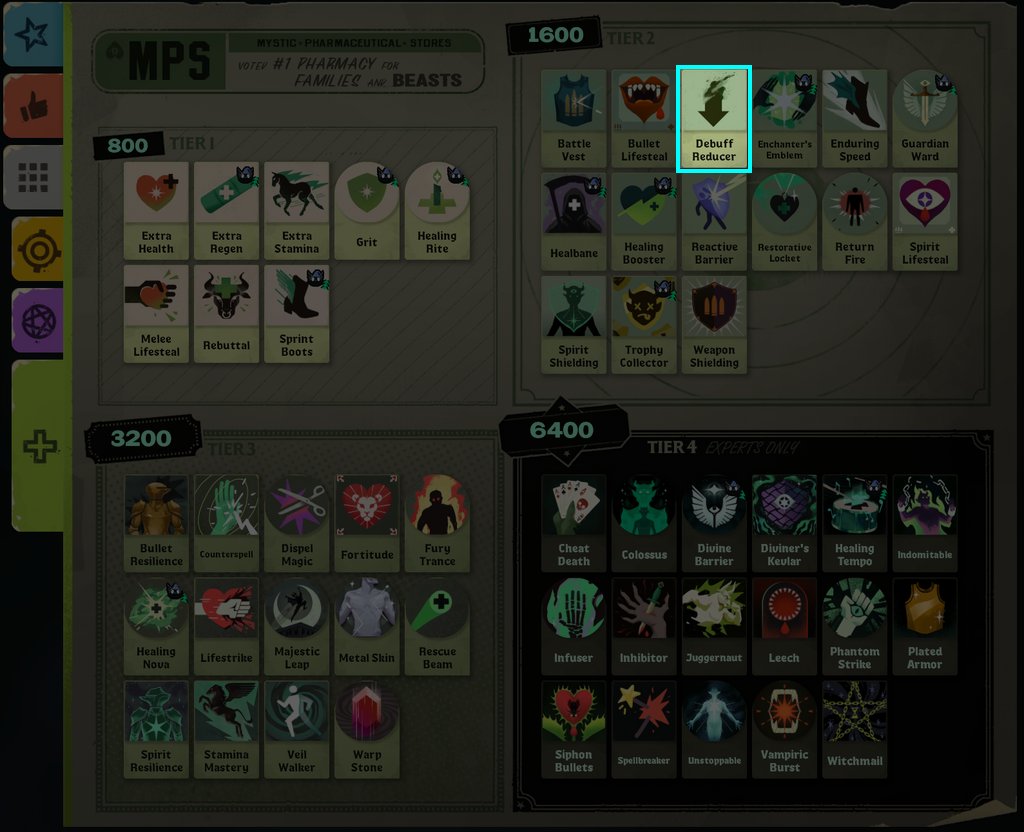 MPS
MYSTIC • PHARMACEUTICAL • STORES
VOTED #1 PHARMACY FOR
FAMILIES AND BEASTS
800 TIER 1
Extra Health
Extra Regen
Extra Stamina
Grit
Healing Rite
Melee Lifesteal
Rebuttal
Sprint Boots
1600 TIER 2
Battle Vest
Bullet Lifesteal
Debuff Reducer
Enchanter's Emblem
Enduring Speed
Guardian Ward
Healbane
Healing Booster
Reactive Barrier
Restorative Locket
Return Fire
Spirit Lifesteal
Spirit Shielding
Trophy Collector
Weapon Shielding
3200 TIER 3
Bullet Resilience
Counterspell
Dispel Magic
Fortitude
Fury Trance
Healing Nova
Lifestrike
Majestic Leap
Metal Skin
Rescue Beam
Spirit Resilience
Stamina Mastery
Veil Walker
Warp Stone
6400 TIER 4 EXPERTS ONLY
Cheat Death
Colossus
Divine Barrier
Diviner's Kevlar
Healing Tempo
Indomitable
Infuser
Inhibitor
Juggernaut
Leech
Phantom Strike
Plated Armor
Siphon Bullets
Spellbreaker
Unstoppable
Vampiric Burst
Witchmail